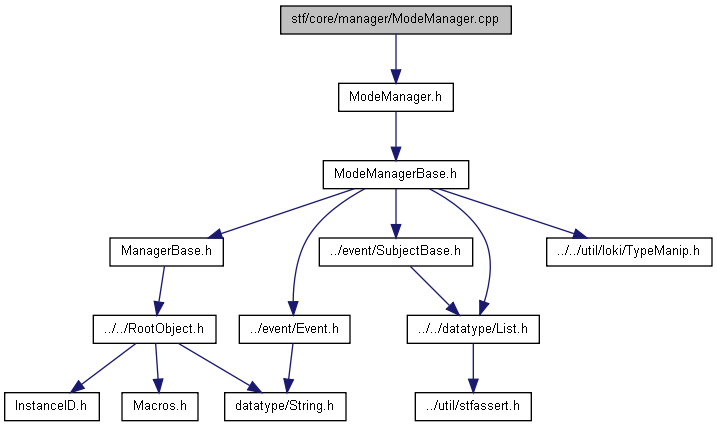 stf/core/manager/ModeManager.cpp
ModeManager.h
ModeManagerBase.h
ManagerBase.h
../event/SubjectBase.h
../../util/loki/TypeManip.h
../../RootObject.h
../event/Event.h
../../datatype/List.h
InstanceID.h
Macros.h
datatype/String.h
../util/stfassert.h